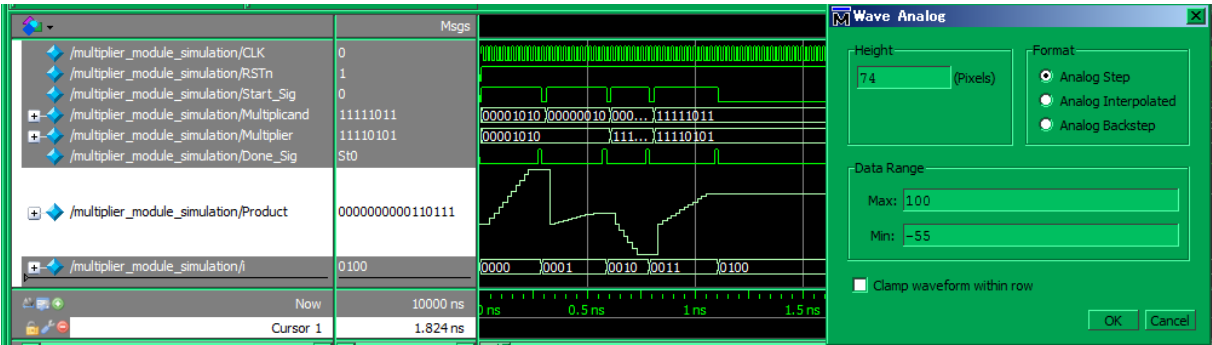 Msgs
/multiplier_module_simulation/CLK 0
/multiplier_module_simulation/RSTn 1
/multiplier_module_simulation/Start_Sig 0
/multiplier_module_simulation/Multiplicand 11111011 00001010 00000010 000... 11111011
/multiplier_module_simulation/Multiplier 11110101 00001010 111... 11110101
/multiplier_module_simulation/Done_Sig St0
/multiplier_module_simulation/Product 0000000000110111
/multiplier_module_simulation/i 0100 0000 0001 0010 0011 0100
Now 10000 ns ns 0.5 ns 1 ns 1.5 ns
Cursor 1 1.824 ns
Wave Analog
Height
74 (Pixels)
Format
Analog Step
Analog Interpolated
Analog Backstep
Data Range
Max: 100
Min: -55
Clamp waveform within row
OK Cancel